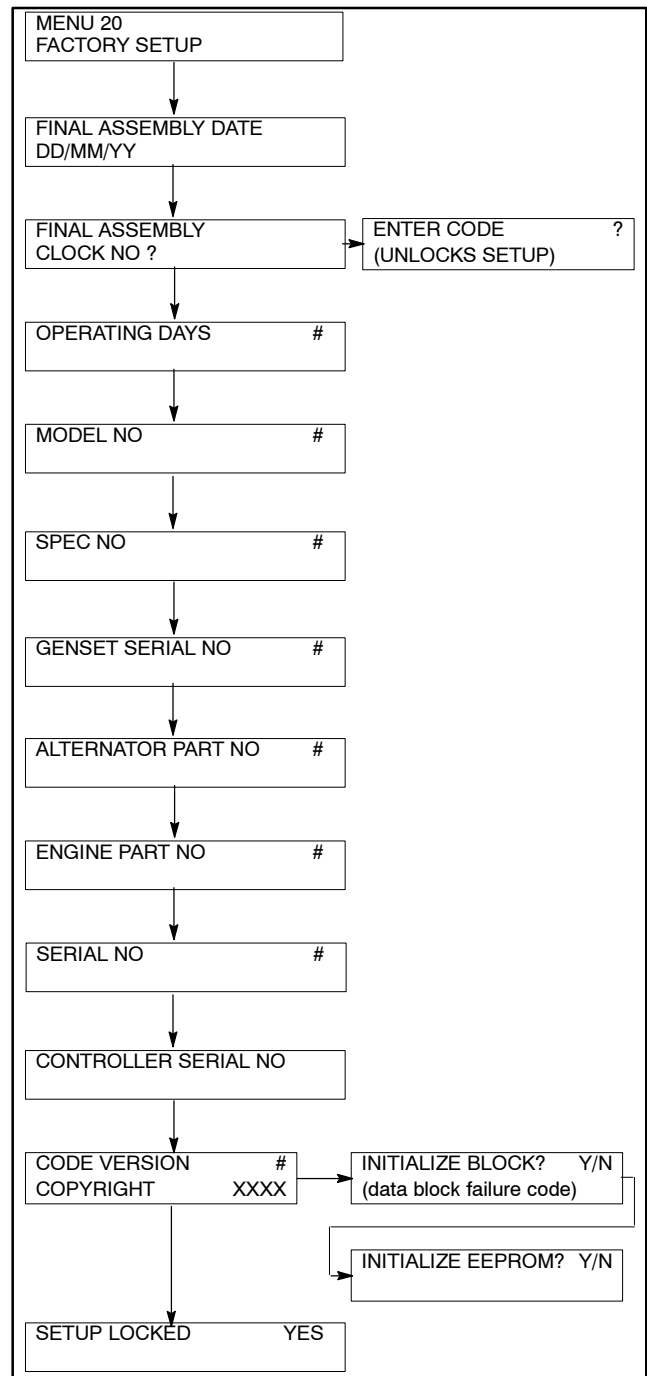 MENU 20
FACTORY SETUP
FINAL ASSEMBLY DATE
DD/MM/YY
FINAL ASSEMBLY
CLOCK NO ?
ENTER CODE ?
(UNLOCKS SETUP)
OPERATING DAYS #
MODEL NO #
SPEC NO #
GENSET SERIAL NO #
ALTERNATOR PART NO #
ENGINE PART NO #
SERIAL NO #
CONTROLLER SERIAL NO
CODE VERSION #
COPYRIGHT XXXX
INITIALIZE BLOCK? Y/N
(data block failure code)
INITIALIZE EEPROM? Y/N
SETUP LOCKED YES